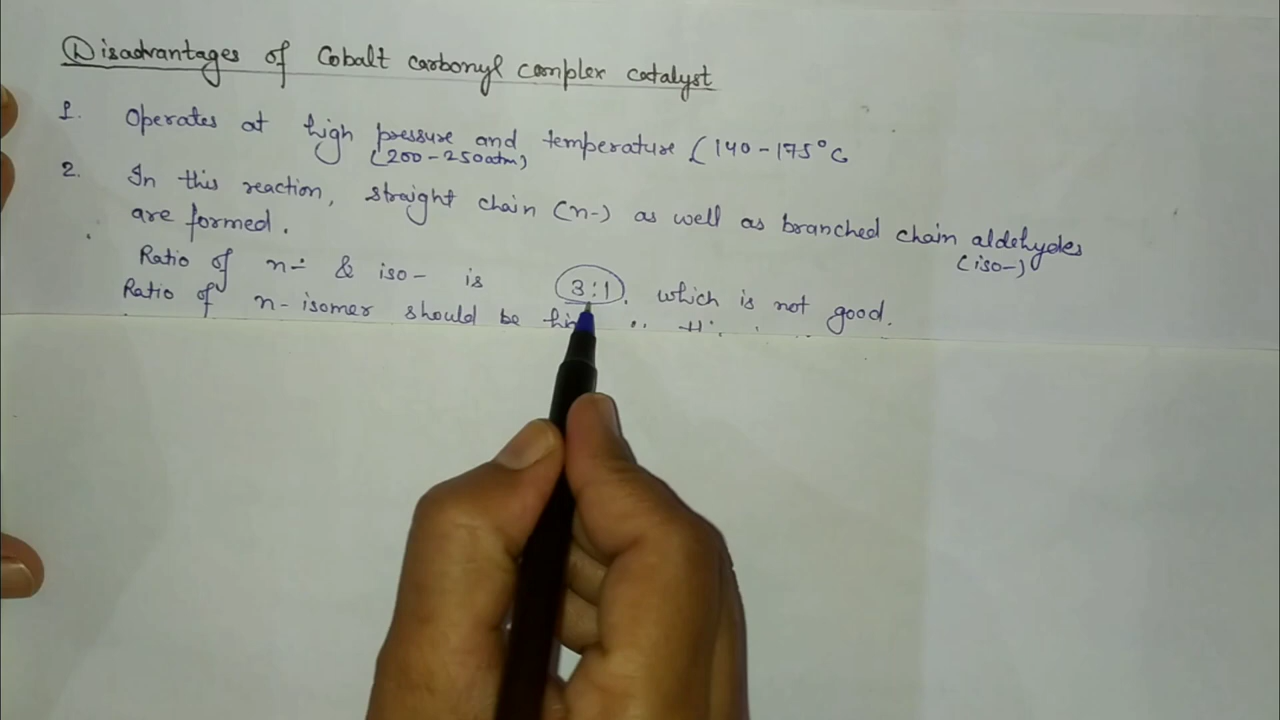 Disadvantages of Cobalt carbonyl complex catalyst
1. Operates at high pressure and temperature (140-175°C
(200-250atm)
2. In this reaction, straight chain (n-) as well as branched chain aldehydes
(iso-)
are formed.
Ratio of n- & iso- is 3:1. which is not good.
Ratio of n-isomer should be